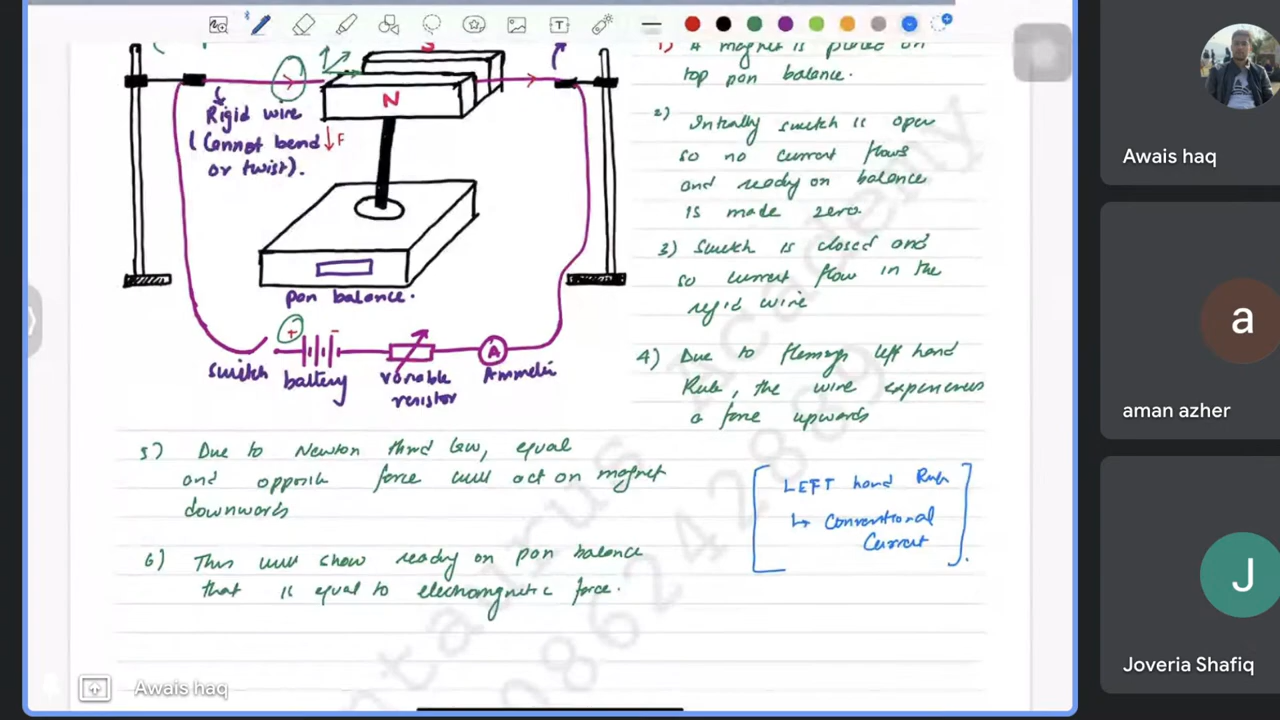 S
N
Rigid wire
(Cannot bend
or twist).
F
pan balance.
+
-
A
switch
battery
variable
resistor
Ammeter
1) A magnet is placed on
top pan balance.
2) Initially switch is open
so no current flows
and ready on balance
is made zero.
3) Switch is closed and
so current flow in the
rigid wire
4) Due to Flemings left hand
Rule, the wire experiences
a force upwards
5) Due to Newton third law, equal
and opposite force will act on magnet
downwards
6) This will show ready on pan balance
that is equal to electromagnetic force.
LEFT hand Rule
↳ Conventional
Current
Academy
ntaurus
08624288
Awais haq
Awais haq
a
aman azher
J
Joveria Shafiq
T